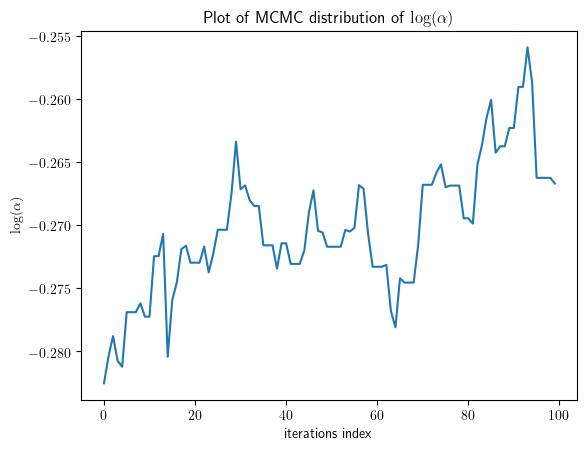 Plot of MCMC distribution of log(α)
−0.255
−0.260
−0.265
−0.270
−0.275
−0.280
log(α)
0 20 40 60 80 100
iterations index